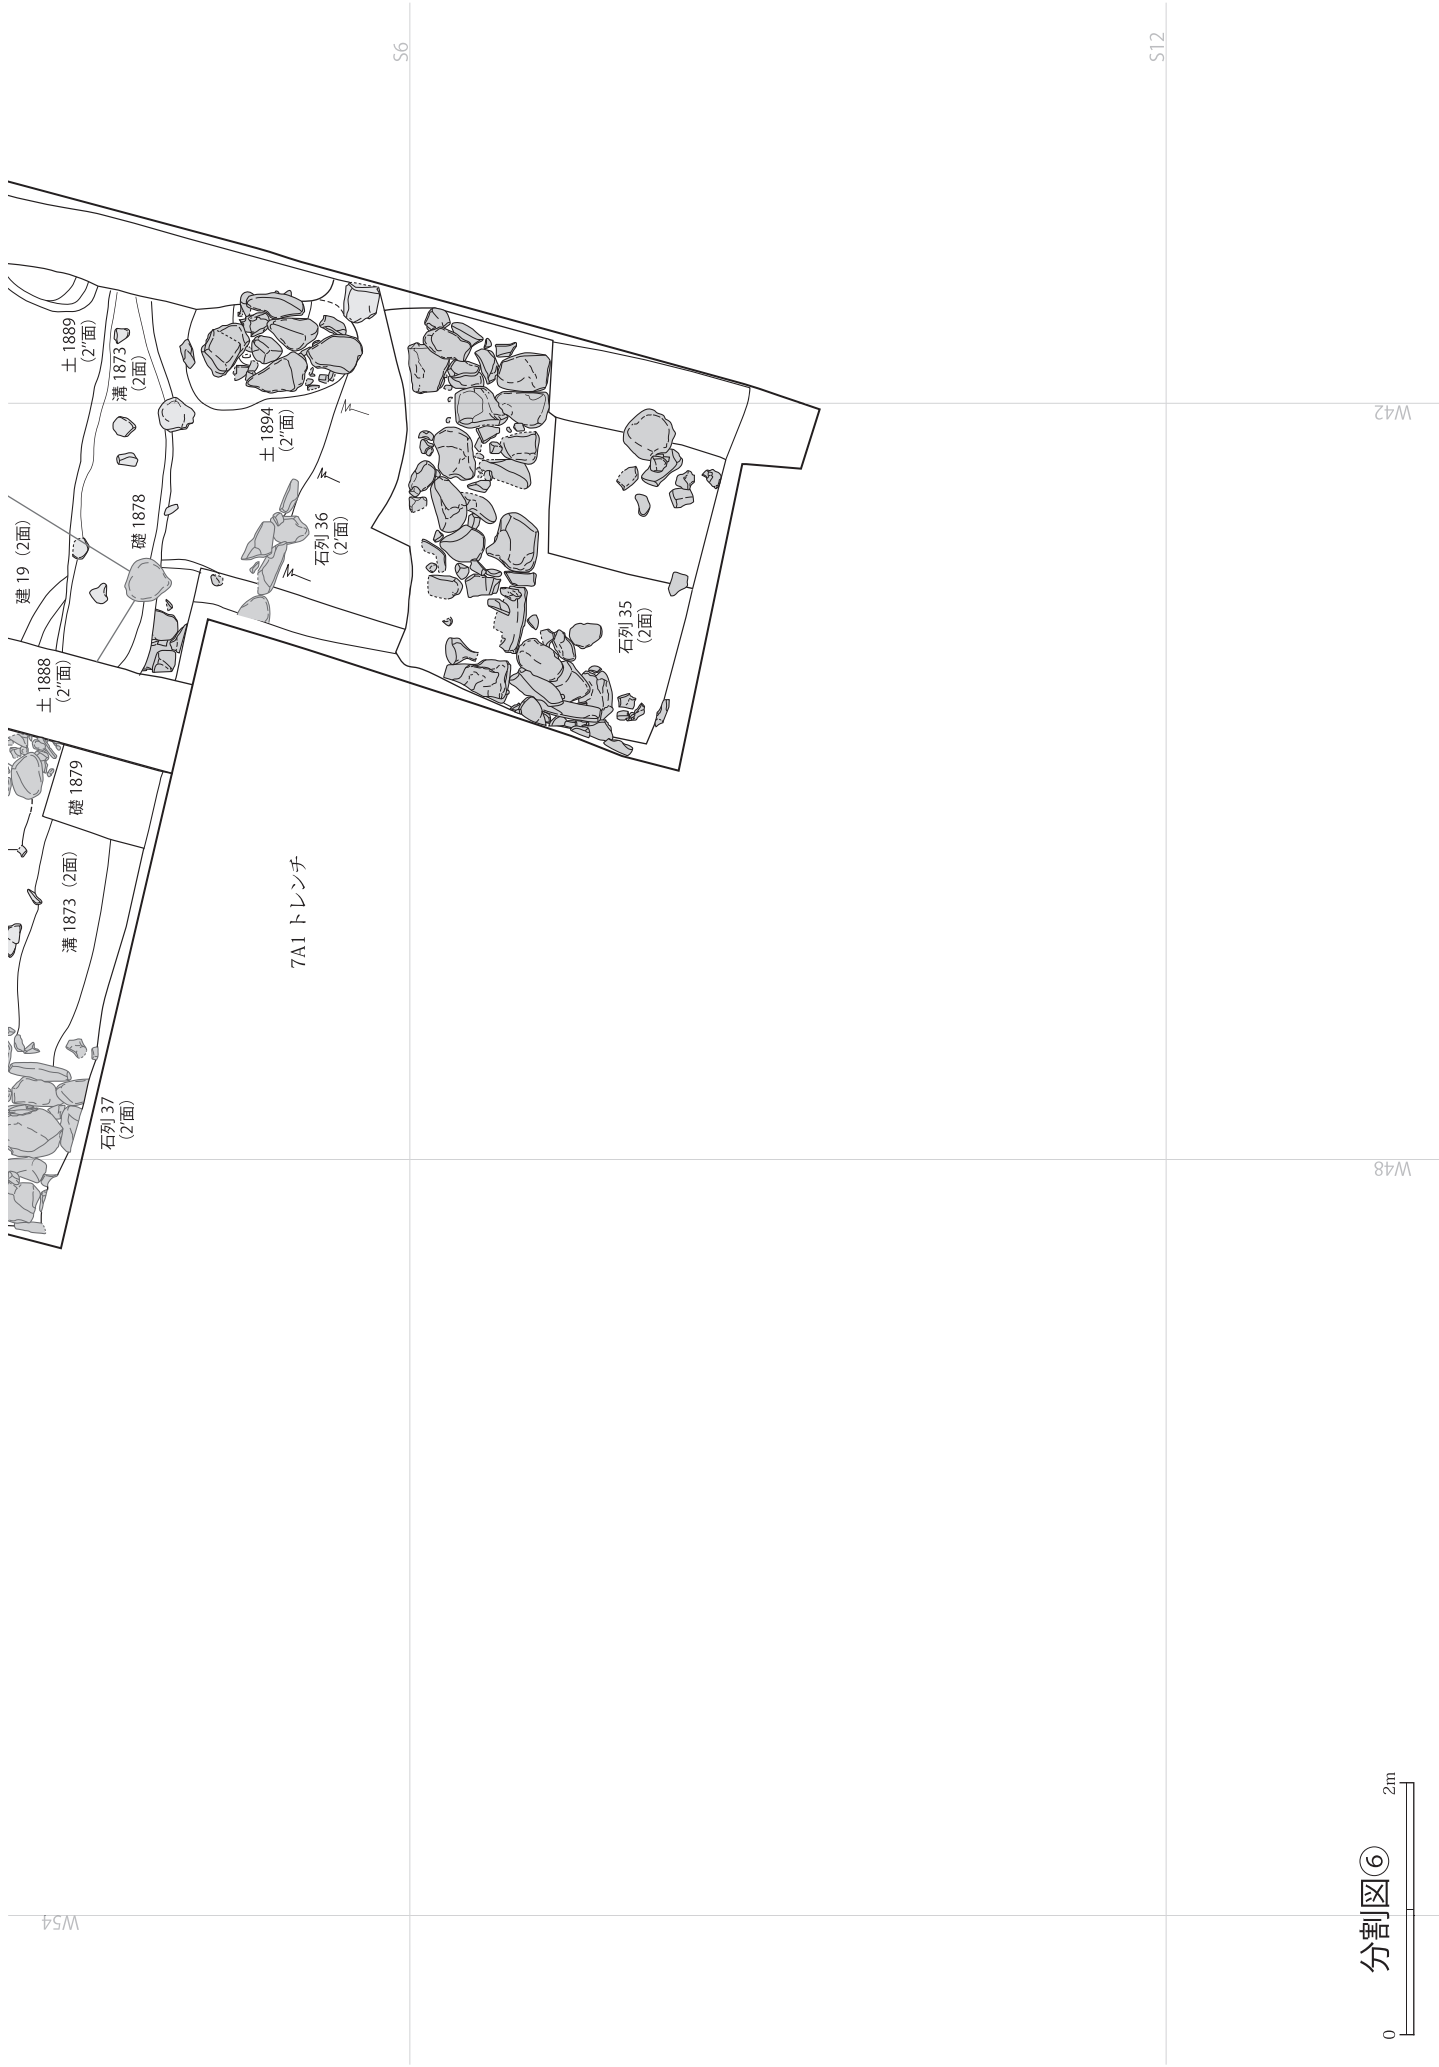 S6
S12
W42
W48
W54
土 1889
(2″面)
溝 1873
(2面)
土 1894
(2″面)
建 19 (2面)
礎 1878
石列 36
(2′面)
石列 35
(2面)
土 1888
(2″面)
礎 1879
溝 1873 (2面)
7A1 トレンチ
石列 37
(2′面)
分割図⑥
0
2m